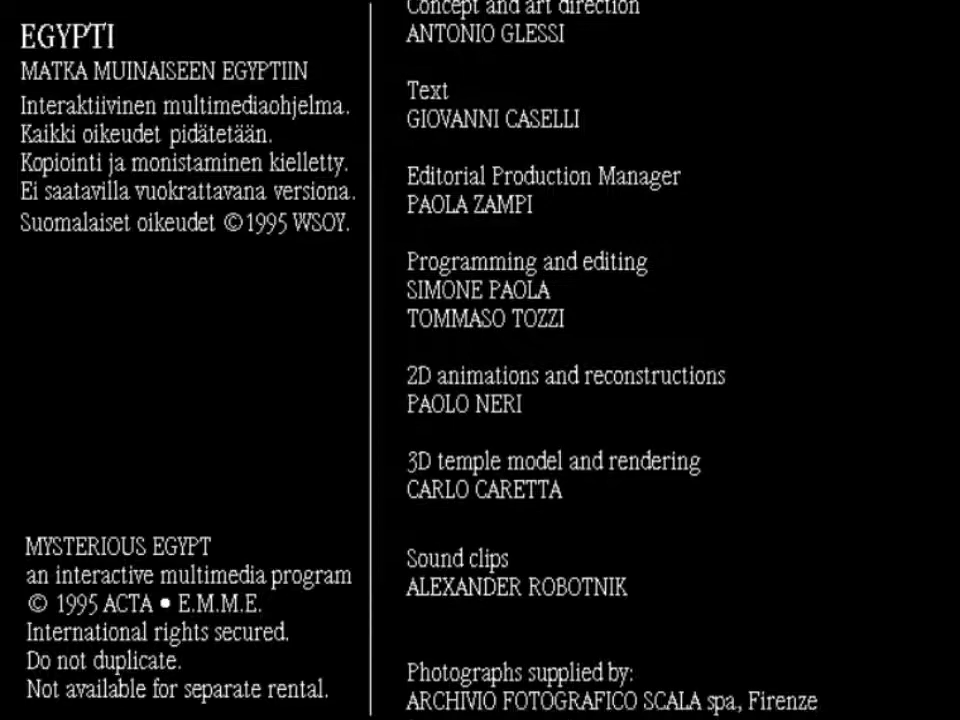 EGYPTI
MATKA MUINAISEEN EGYPTIIN
Interaktiivinen multimediaohjelma.
Kaikki oikeudet pidätetään.
Kopiointi ja monistaminen kielletty.
Ei saatavilla vuokrattavana versiona.
Suomalaiset oikeudet ©1995 WSOY.
MYSTERIOUS EGYPT
an interactive multimedia program
© 1995 ACTA • E.M.M.E.
International rights secured.
Do not duplicate.
Not available for separate rental.
Concept and art direction
ANTONIO GLESSI
Text
GIOVANNI CASELLI
Editorial Production Manager
PAOLA ZAMPI
Programming and editing
SIMONE PAOLA
TOMMASO TOZZI
2D animations and reconstructions
PAOLO NERI
3D temple model and rendering
CARLO CARETTA
Sound clips
ALEXANDER ROBOTNIK
Photographs supplied by:
ARCHIVIO FOTOGRAFICO SCALA spa, Firenze